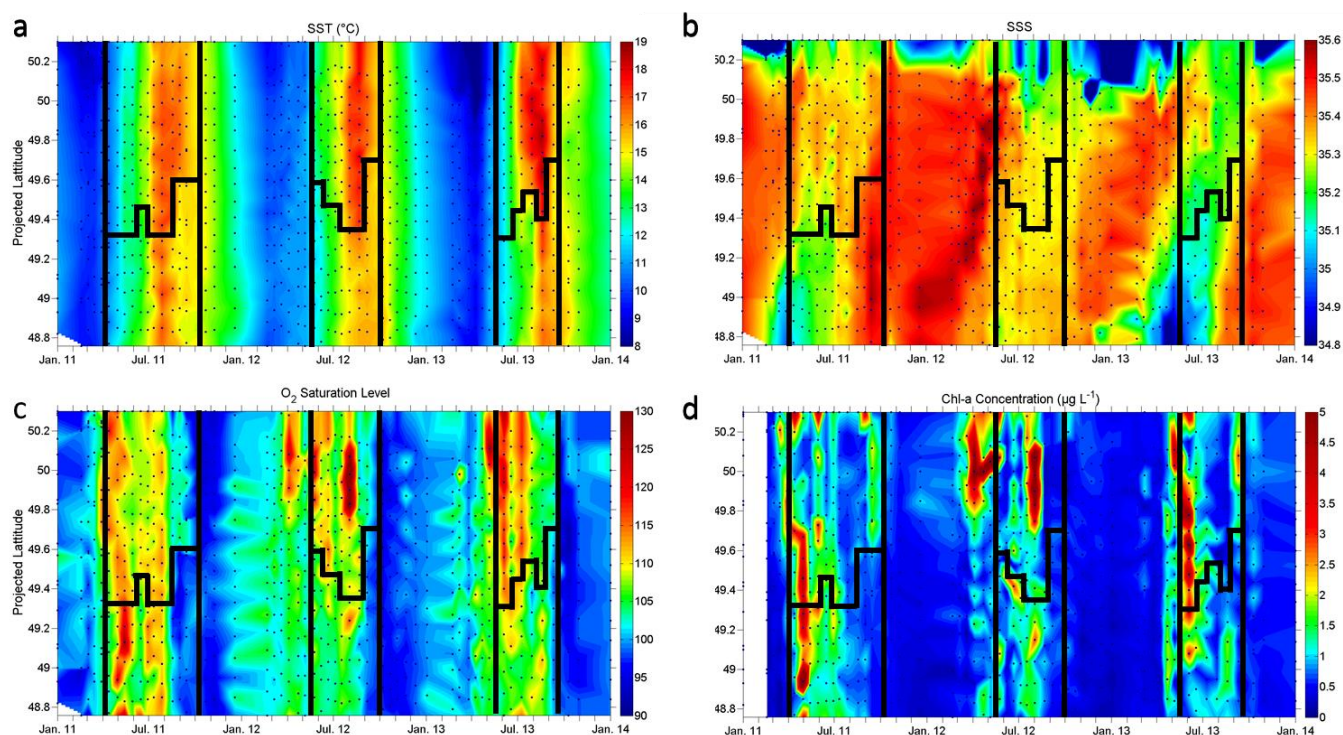 a
SST (°C)
Projected Lattitude
50.2
50
49.8
49.6
49.4
49.2
49
48.8
Jan. 11
Jul. 11
Jan. 12
Jul. 12
Jan. 13
Jul. 13
Jan. 14
19
18
17
16
15
14
13
12
11
10
9
8
b
SSS
50.2
50
49.8
49.6
49.4
49.2
49
48.8
Jan. 11
Jul. 11
Jan. 12
Jul. 12
Jan. 13
Jul. 13
Jan. 14
35.6
35.5
35.4
35.3
35.2
35.1
35
34.9
34.8
c
O₂ Saturation Level
Projected Lattitude
50.2
50
49.8
49.6
49.4
49.2
49
48.8
Jan. 11
Jul. 11
Jan. 12
Jul. 12
Jan. 13
Jul. 13
Jan. 14
130
125
120
115
110
105
100
95
90
d
Chl-a Concentration (µg L⁻¹)
50.2
50
49.8
49.6
49.4
49.2
49
48.8
Jan. 11
Jul. 11
Jan. 12
Jul. 12
Jan. 13
Jul. 13
Jan. 14
5
4.5
4
3.5
3
2.5
2
1.5
1
0.5
0